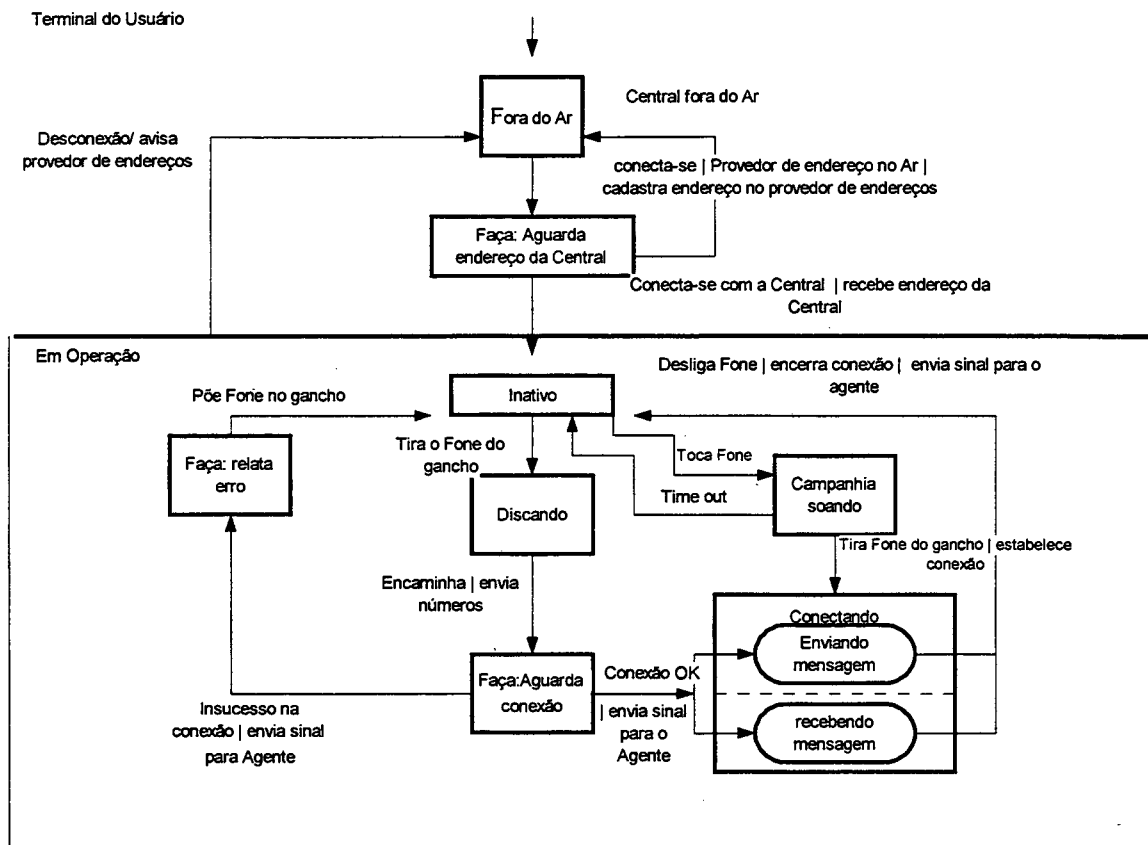 Terminal do Usuário
Fora do Ar
Central fora do Ar
Desconexão/ avisa
provedor de endereços
conecta-se | Provedor de endereço no Ar |
cadastra endereço no provedor de endereços
Faça: Aguarda
endereço da Central
Conecta-se com a Central | recebe endereço da
Central
Em Operação
Desliga Fone | encerra conexão | envia sinal para o
agente
Inativo
Põe Fone no gancho
Tira o Fone do
gancho
Toca Fone
Faça: relata
erro
Time out
Campanhia
soando
Discando
Tira Fone do gancho | estabelece
conexão
Encaminha | envia
números
Conectando
Enviando
mensagem
Faça:Aguarda
conexão
Conexão OK
| envia sinal
para o
Agente
Insucesso na
conexão | envia sinal
para Agente
recebendo
mensagem